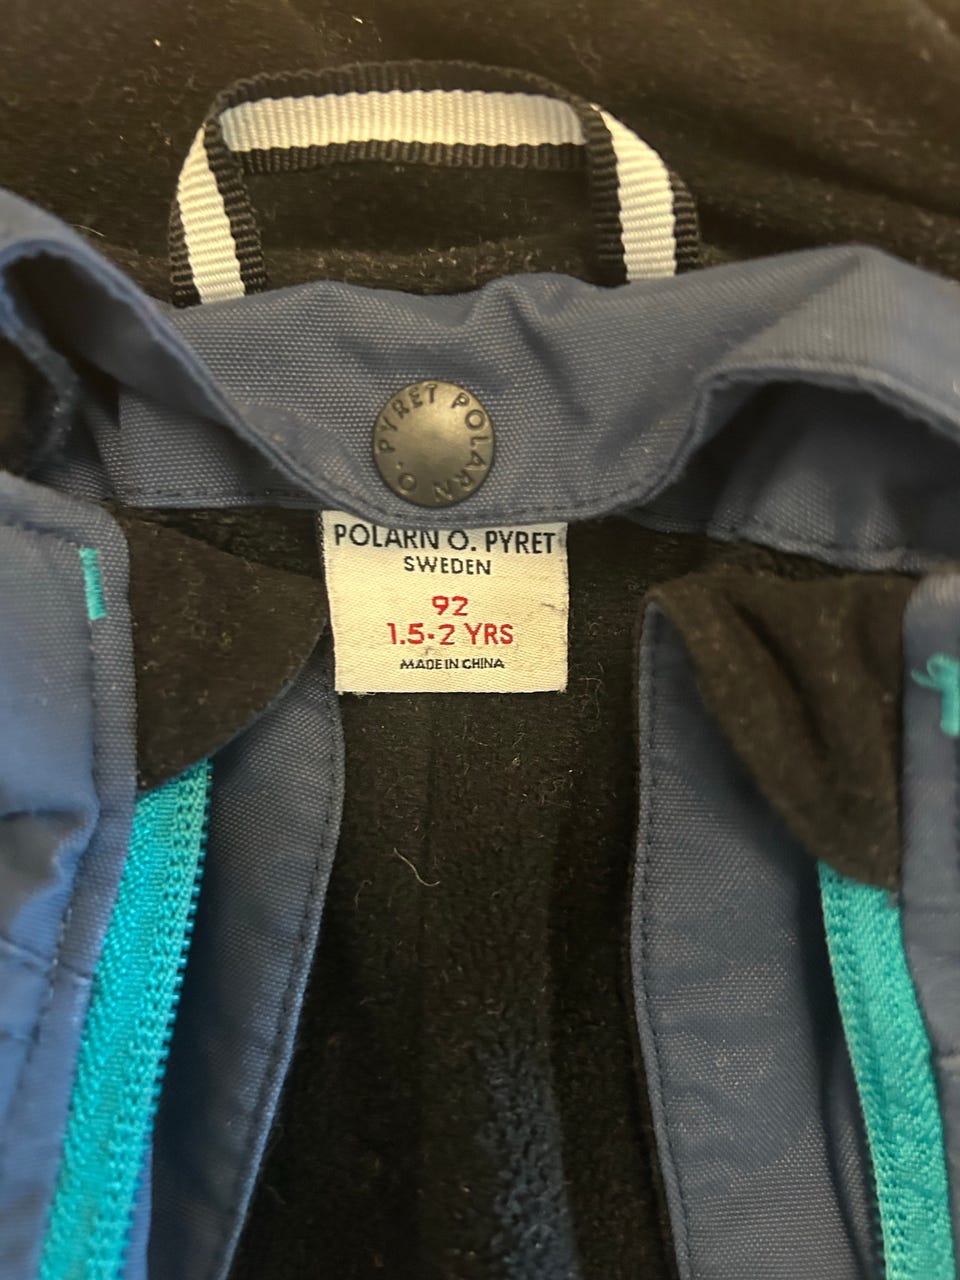 POLARN O. PYRET
POLARN O. PYRET
SWEDEN
92
1.5-2 YRS
MADE IN CHINA